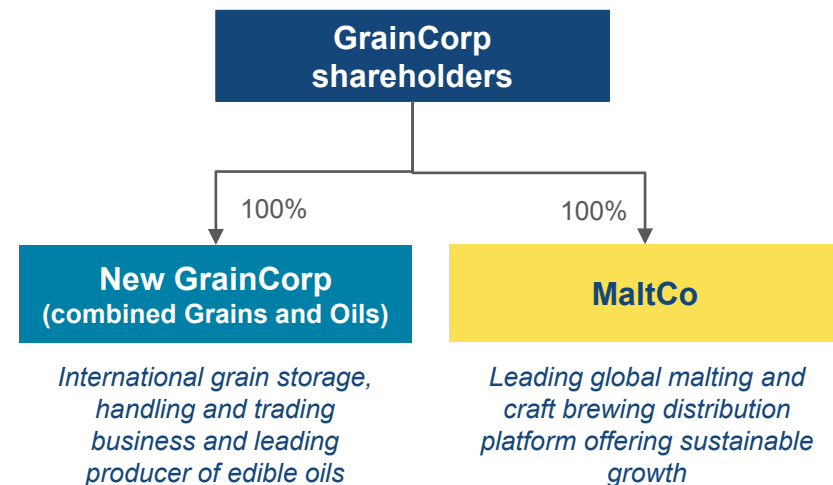 GrainCorp
shareholders
100%
100%
New GrainCorp
(combined Grains and Oils)
MaltCo
International grain storage,
handling and trading
business and leading
producer of edible oils
Leading global malting and
craft brewing distribution
platform offering sustainable
growth